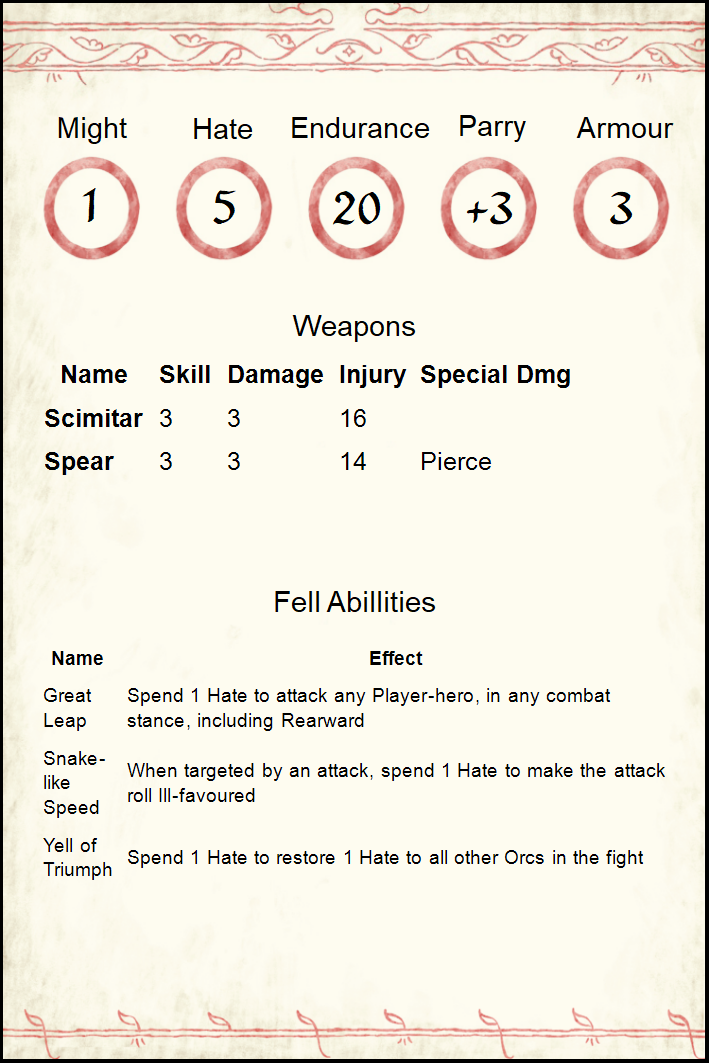 Might Hate Endurance Parry Armour
1 5 20 +3 3
Weapons
Name Skill Damage Injury Special Dmg
Scimitar 3 3 16
Spear 3 3 14 Pierce
Fell Abillities
Name Effect
Great Spend 1 Hate to attack any Player-hero, in any combat
Leap stance, including Rearward
Snake-
like
Speed
When targeted by an attack, spend 1 Hate to make the attack
roll Ill-favoured
Yell of
Triumph
Spend 1 Hate to restore 1 Hate to all other Orcs in the fight